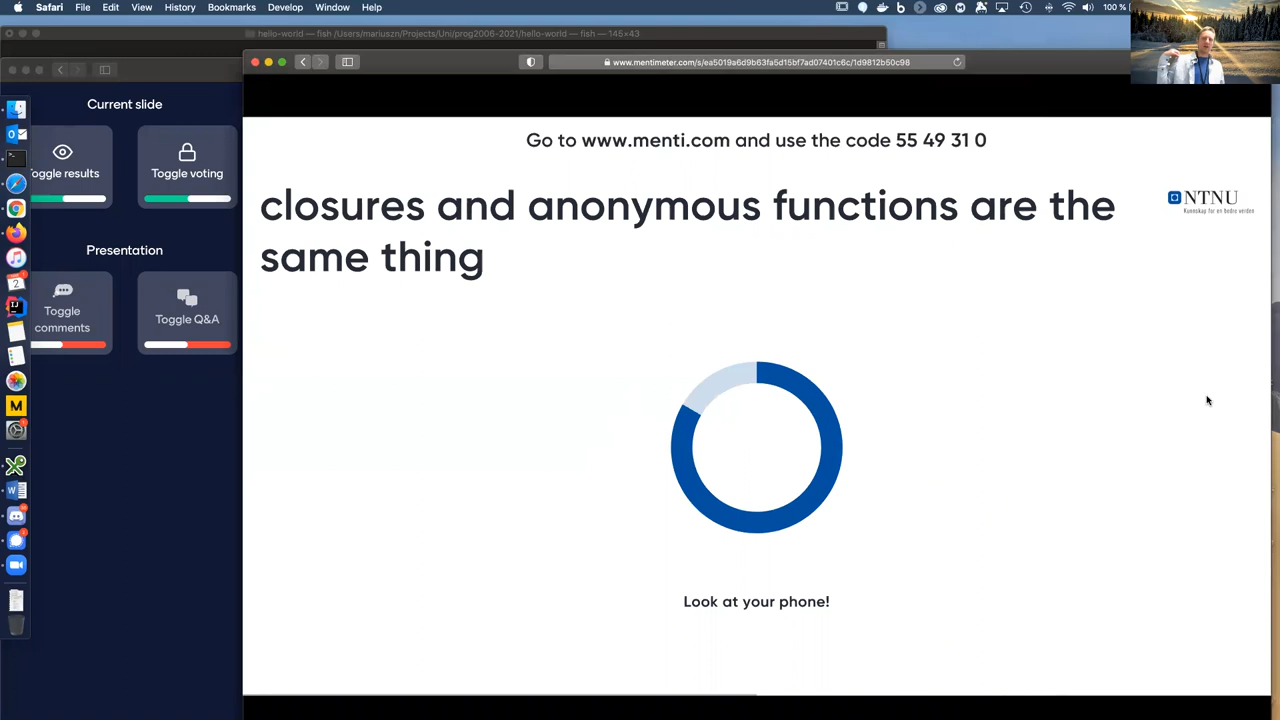 Safari File Edit View History Bookmarks Develop Window Help
100 %
hello-world — fish /Users/mariuszn/Projects/Uni/prog2006-2021/hello-world — fish — 145×43
www.mentimeter.com/s/ea5019a6d9b63fa5d15bf7ad07401c6c/1d9812b50c98
Current slide
Toggle results
Toggle voting
Presentation
Toggle
comments
Toggle Q&A
Go to www.menti.com and use the code 55 49 31 0
closures and anonymous functions are the
same thing
NTNU
Kunnskap for en bedre verden
Look at your phone!